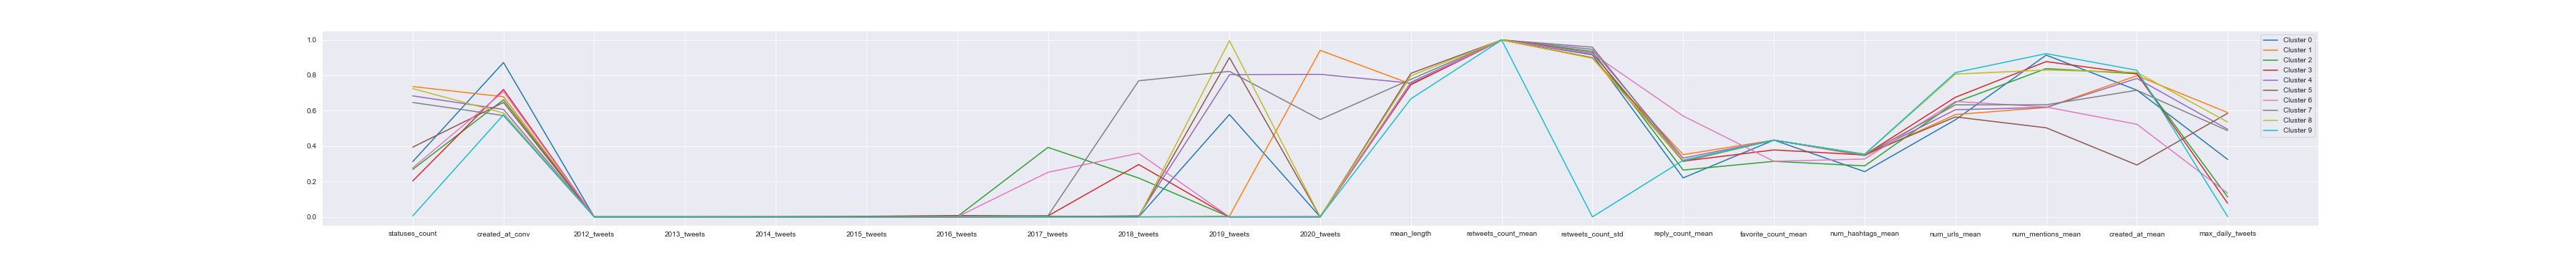 1.0
0.8
0.6
0.4
0.2
0.0
statuses_count
created_at_conv
2012_tweets
2013_tweets
2014_tweets
2015_tweets
2016_tweets
2017_tweets
2018_tweets
2019_tweets
2020_tweets
mean_length
retweets_count_mean
retweets_count_std
reply_count_mean
favorite_count_mean
num_hashtags_mean
num_urls_mean
num_mentions_mean
created_at_mean
max_daily_tweets
Cluster 0
Cluster 1
Cluster 2
Cluster 3
Cluster 4
Cluster 5
Cluster 6
Cluster 7
Cluster 8
Cluster 9